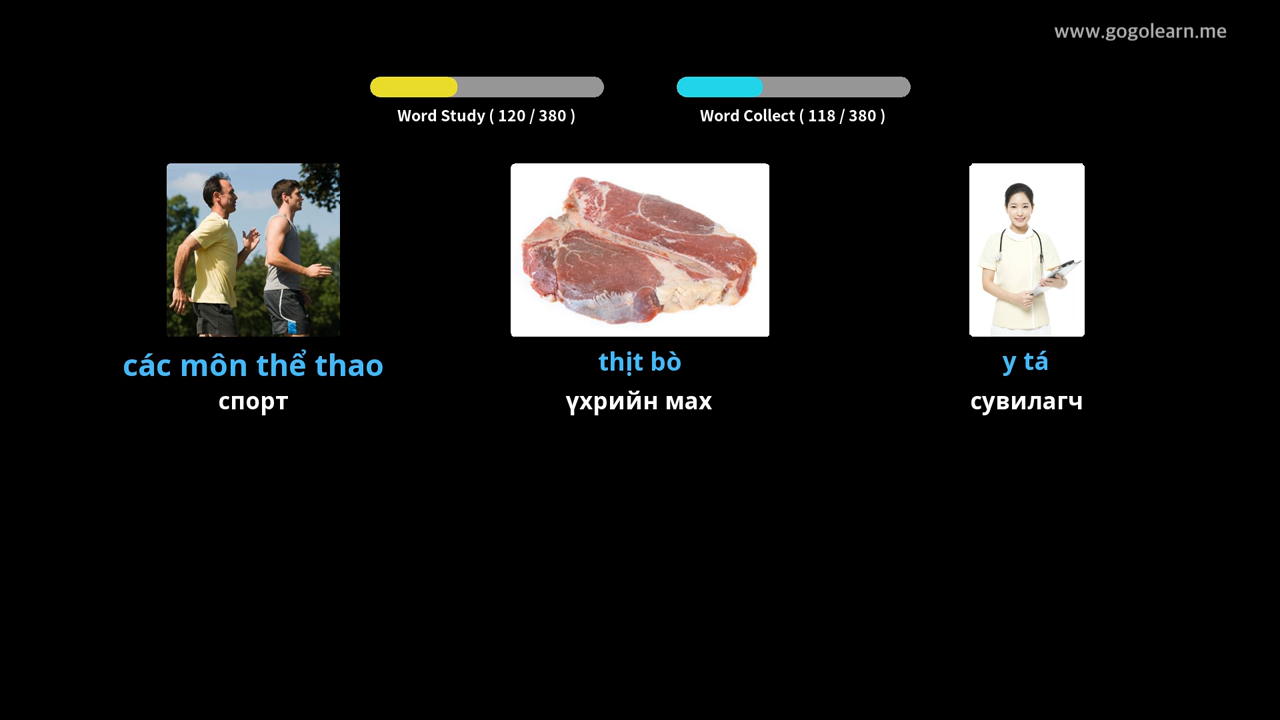 www.gogolearn.me
Word Study ( 120 / 380 )
Word Collect ( 118 / 380 )
các môn thể thao
спорт
thịt bò
үхрийн мах
y tá
сувилагч